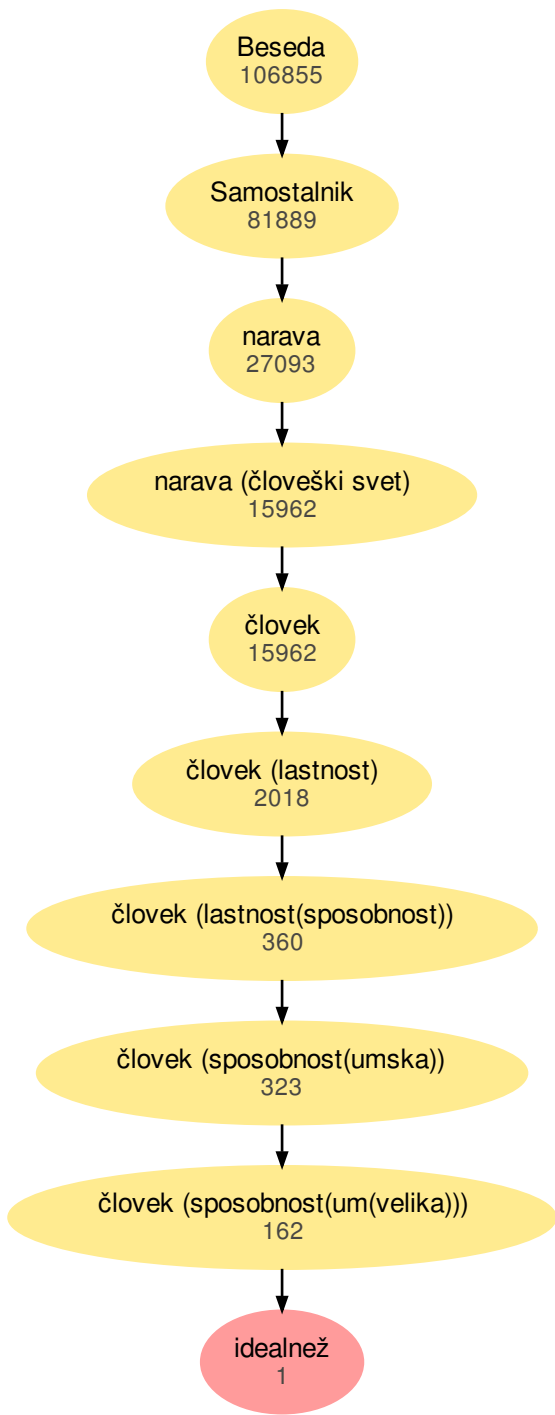 Beseda
106855
Samostalnik
81889
narava
27093
narava (človeški svet)
15962
človek
15962
človek (lastnost)
2018
človek (lastnost(sposobnost))
360
človek (sposobnost(umska))
323
človek (sposobnost(um(velika)))
162
idealnež
1